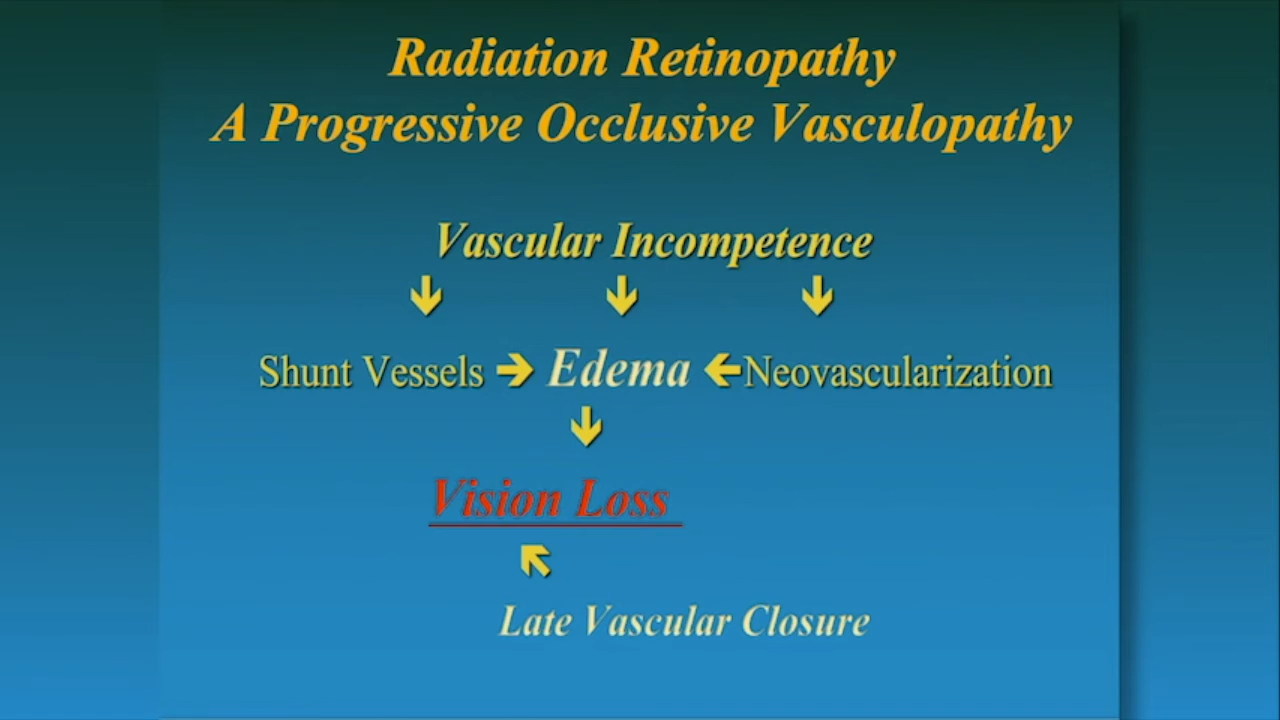 Radiation Retinopathy
A Progressive Occlusive Vasculopathy
Vascular Incompetence
Shunt Vessels → Edema ← Neovascularization
Vision Loss
Late Vascular Closure